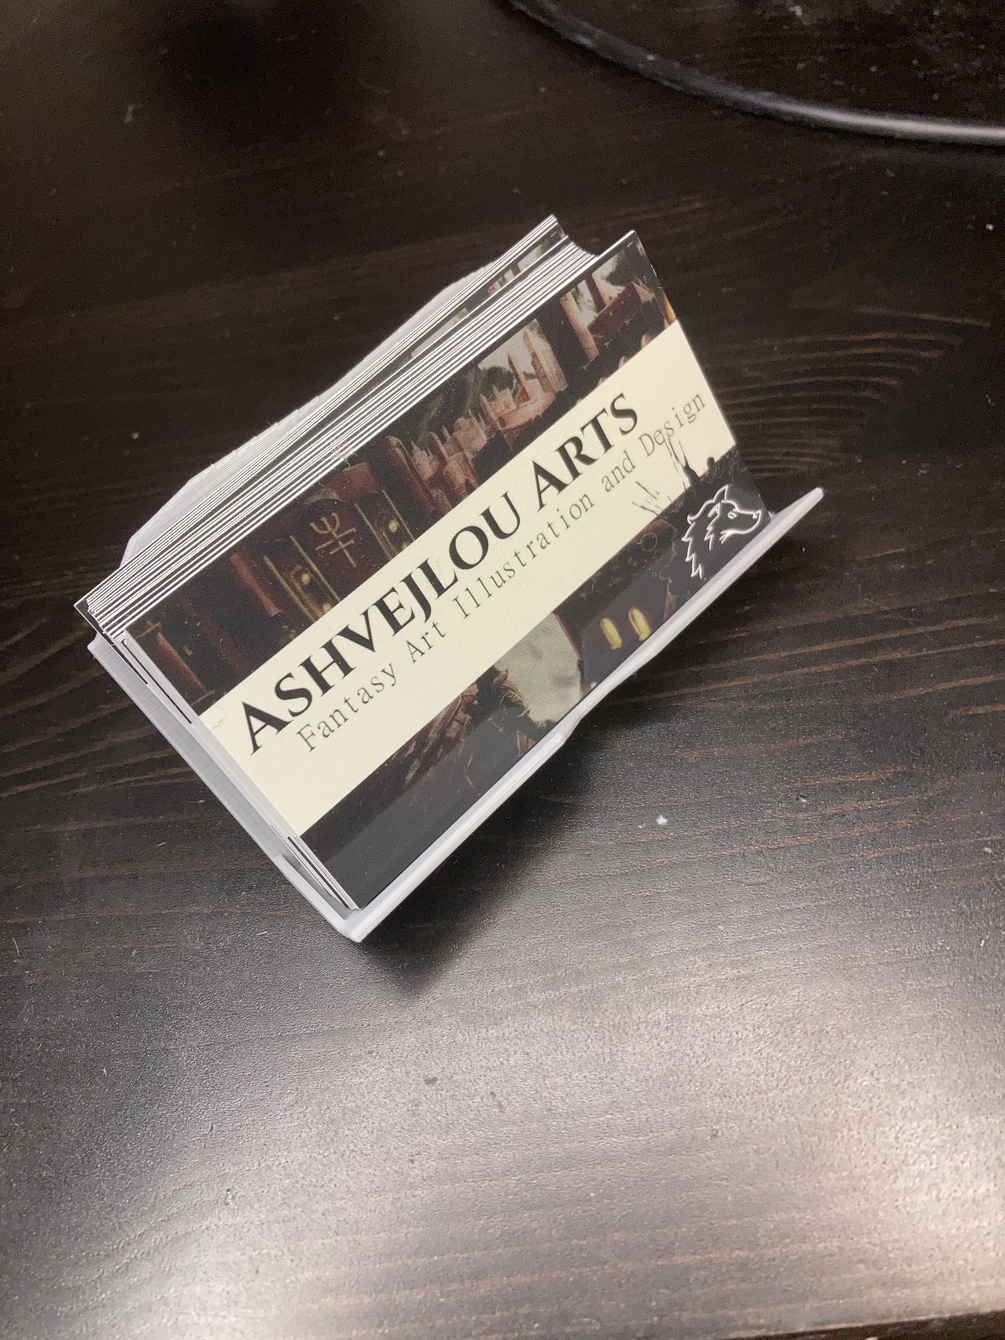 ASHVEJLOU ARTS
Fantasy Art Illustration and Design